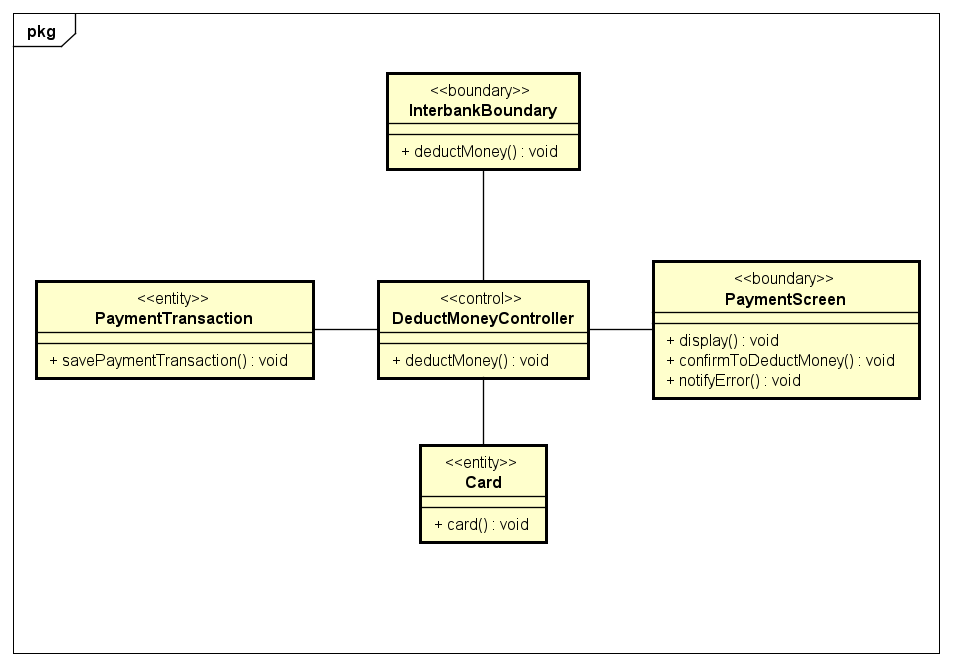 pkg
<<boundary>>
InterbankBoundary
+ deductMoney() : void
<<entity>>
PaymentTransaction
+ savePaymentTransaction() : void
<<control>>
DeductMoneyController
+ deductMoney() : void
<<boundary>>
PaymentScreen
+ display() : void
+ confirmToDeductMoney() : void
+ notifyError() : void
<<entity>>
Card
+ card() : void